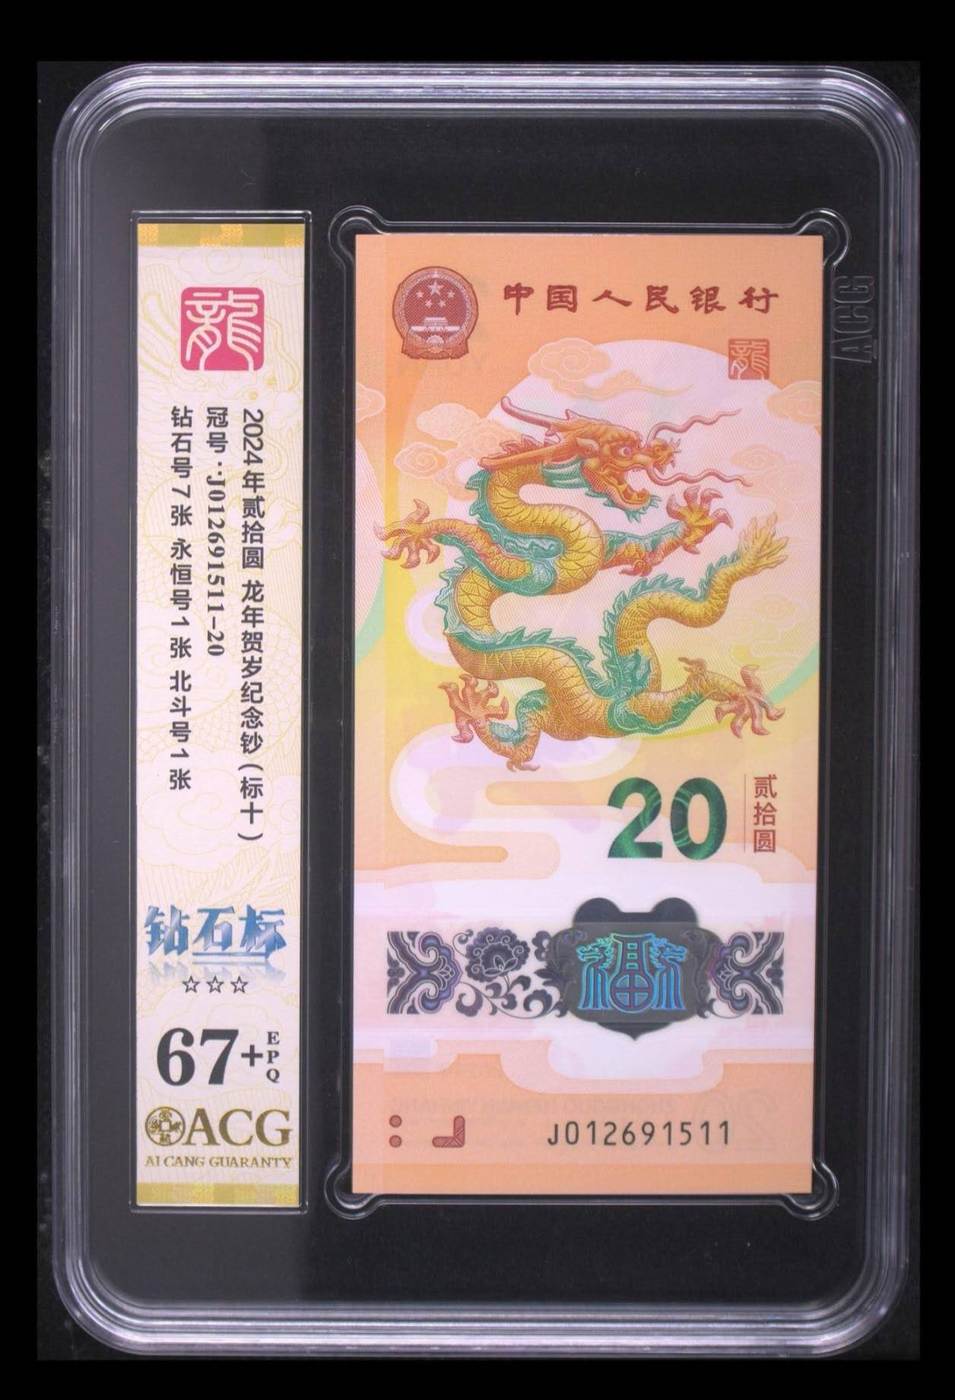 龍
2024年贰拾圆 龙年贺岁纪念钞(标十)
冠号:J012691511-20
钻石号7张 永恒号1张 北斗号1张
钻石标
☆☆☆
67+EPQ
ACG
AI CANG GUARANTY
中国人民银行
龍
20
贰拾圆
福
J012691511
ACG